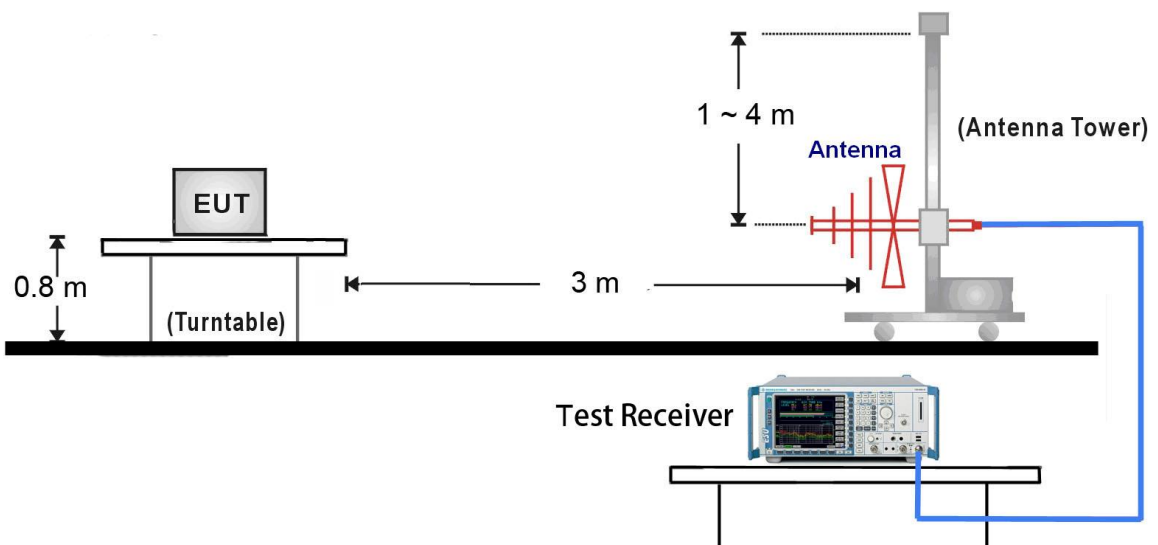 1 ~ 4 m
(Antenna Tower)
Antenna
EUT
0.8 m
3 m
(Turntable)
Test Receiver